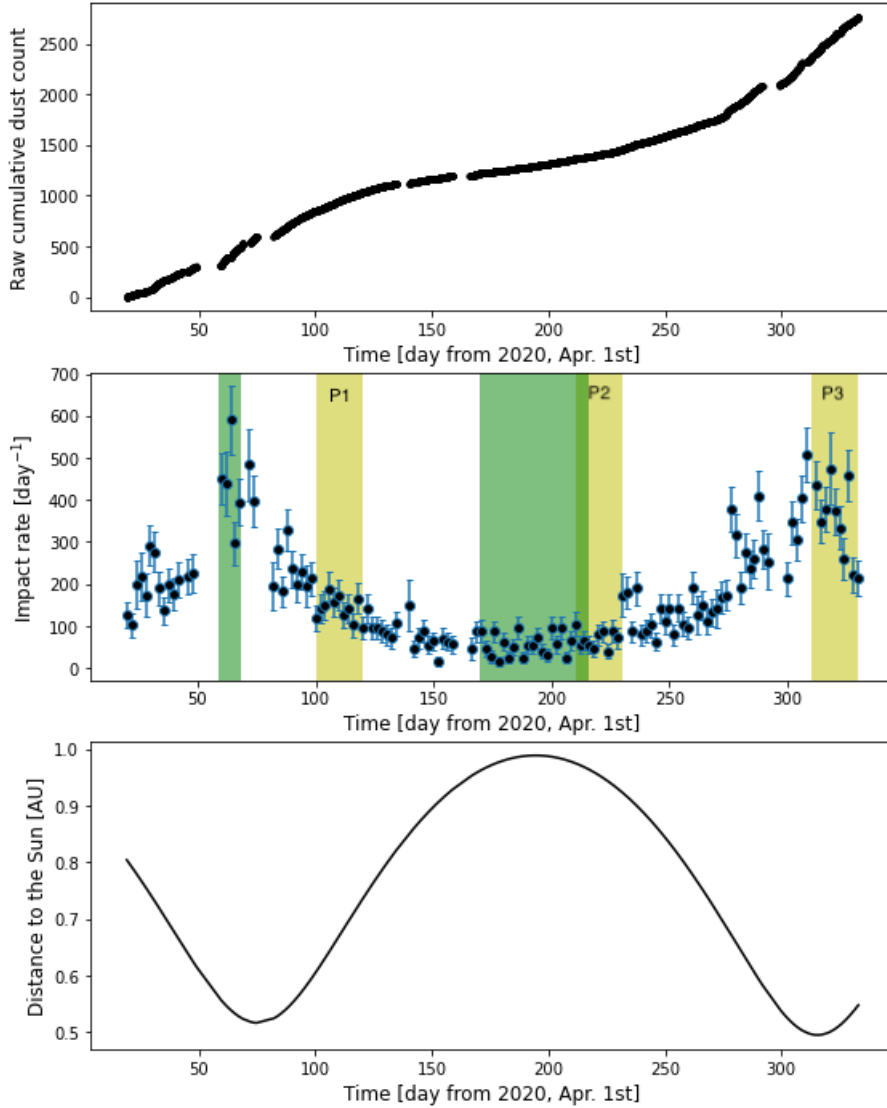 Raw cumulative dust count
2500
2000
1500
1000
500
0
50 100 150 200 250 300
Time [day from 2020, Apr. 1st]
Impact rate [day⁻¹]
700
600
500
400
300
200
100
0
P1 P2 P3
50 100 150 200 250 300
Time [day from 2020, Apr. 1st]
Distance to the Sun [AU]
1.0
0.9
0.8
0.7
0.6
0.5
50 100 150 200 250 300
Time [day from 2020, Apr. 1st]